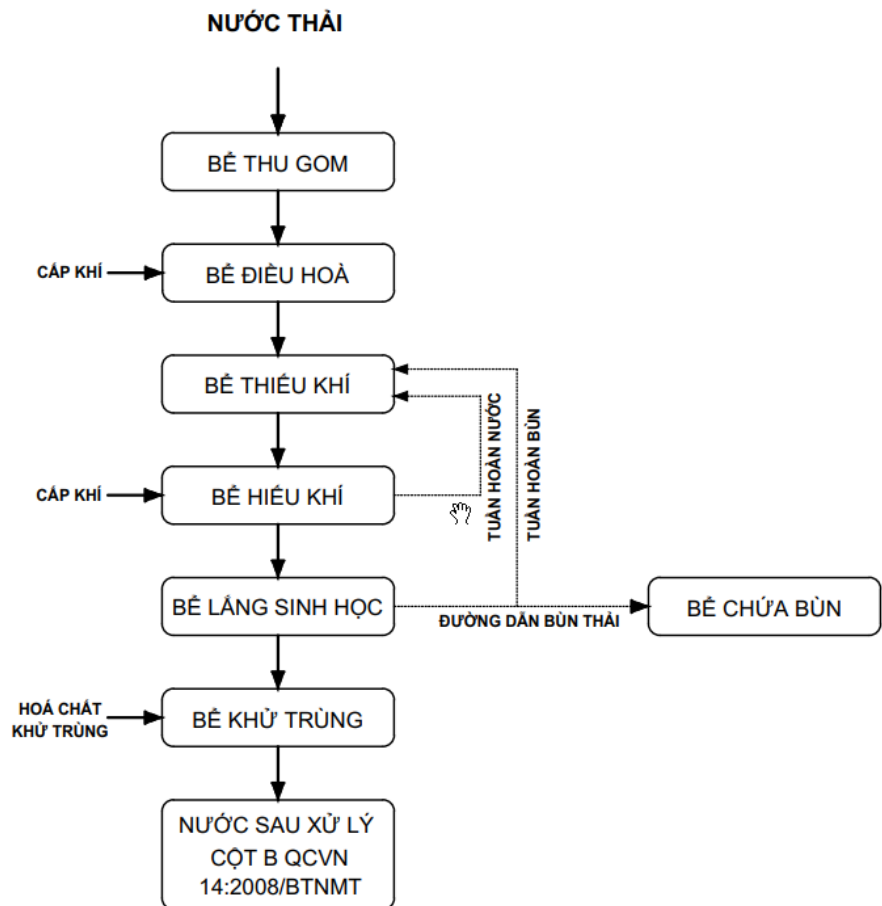 NƯỚC THẢI
BỂ THU GOM
CẤP KHÍ
BỂ ĐIỀU HOÀ
BỂ THIẾU KHÍ
TUẦN HOÀN NƯỚC
TUẦN HOÀN BÙN
CẤP KHÍ
BỂ HIẾU KHÍ
BỂ LẮNG SINH HỌC
ĐƯỜNG DẪN BÙN THẢI
BỂ CHỨA BÙN
HOÁ CHẤT
KHỬ TRÙNG
BỂ KHỬ TRÙNG
NƯỚC SAU XỬ LÝ
CỘT B QCVN
14:2008/BTNMT